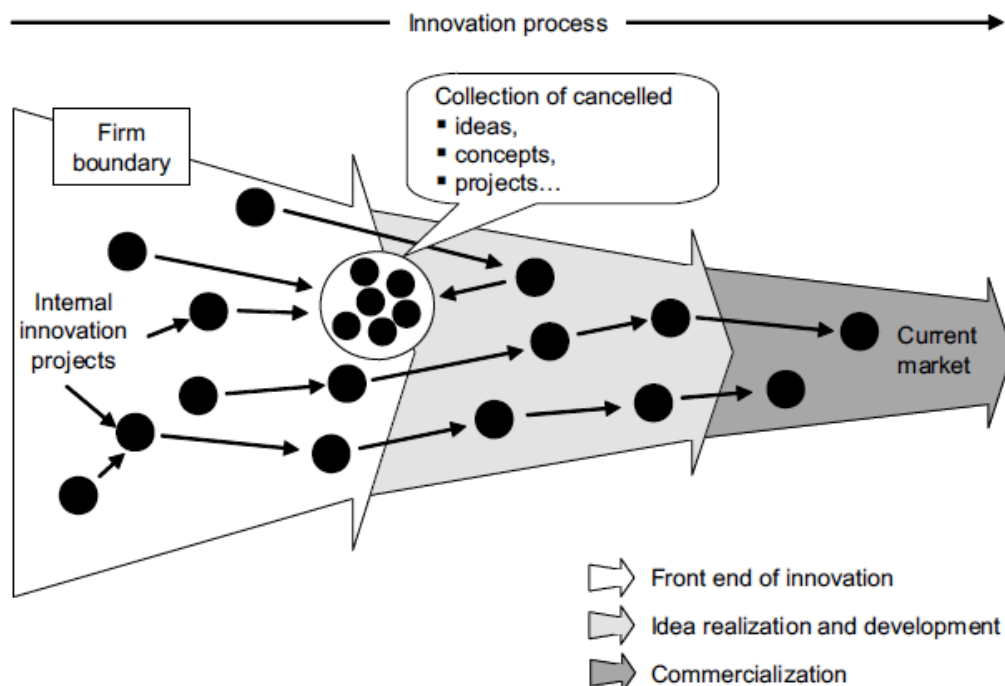 Innovation process
Collection of cancelled
▪ ideas,
▪ concepts,
▪ projects...
Firm
boundary
Internal
innovation
projects
Current
market
Front end of innovation
Idea realization and development
Commercialization